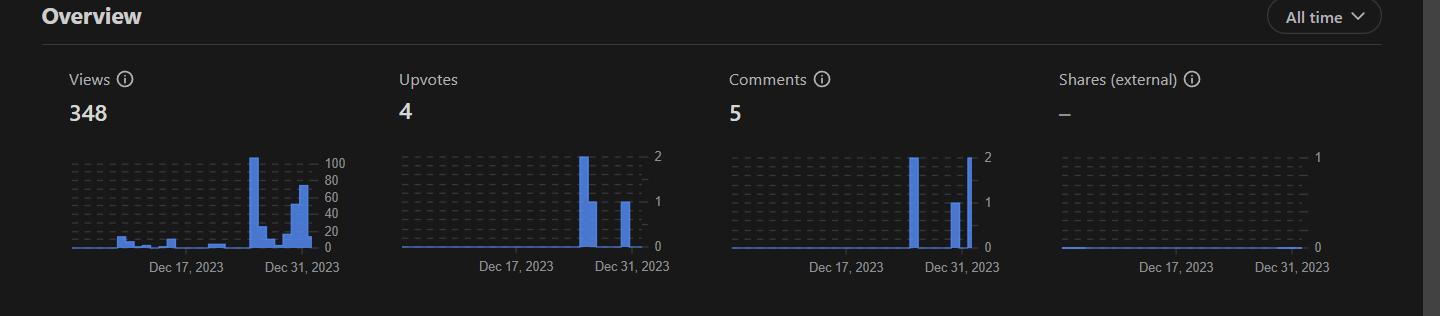 Overview
All time
Views
348
100
80
60
40
20
0
Dec 17, 2023 Dec 31, 2023
Upvotes
4
2
1
0
Dec 17, 2023 Dec 31, 2023
Comments
5
2
1
0
Dec 17, 2023 Dec 31, 2023
Shares (external)
–
1
0
Dec 17, 2023 Dec 31, 2023